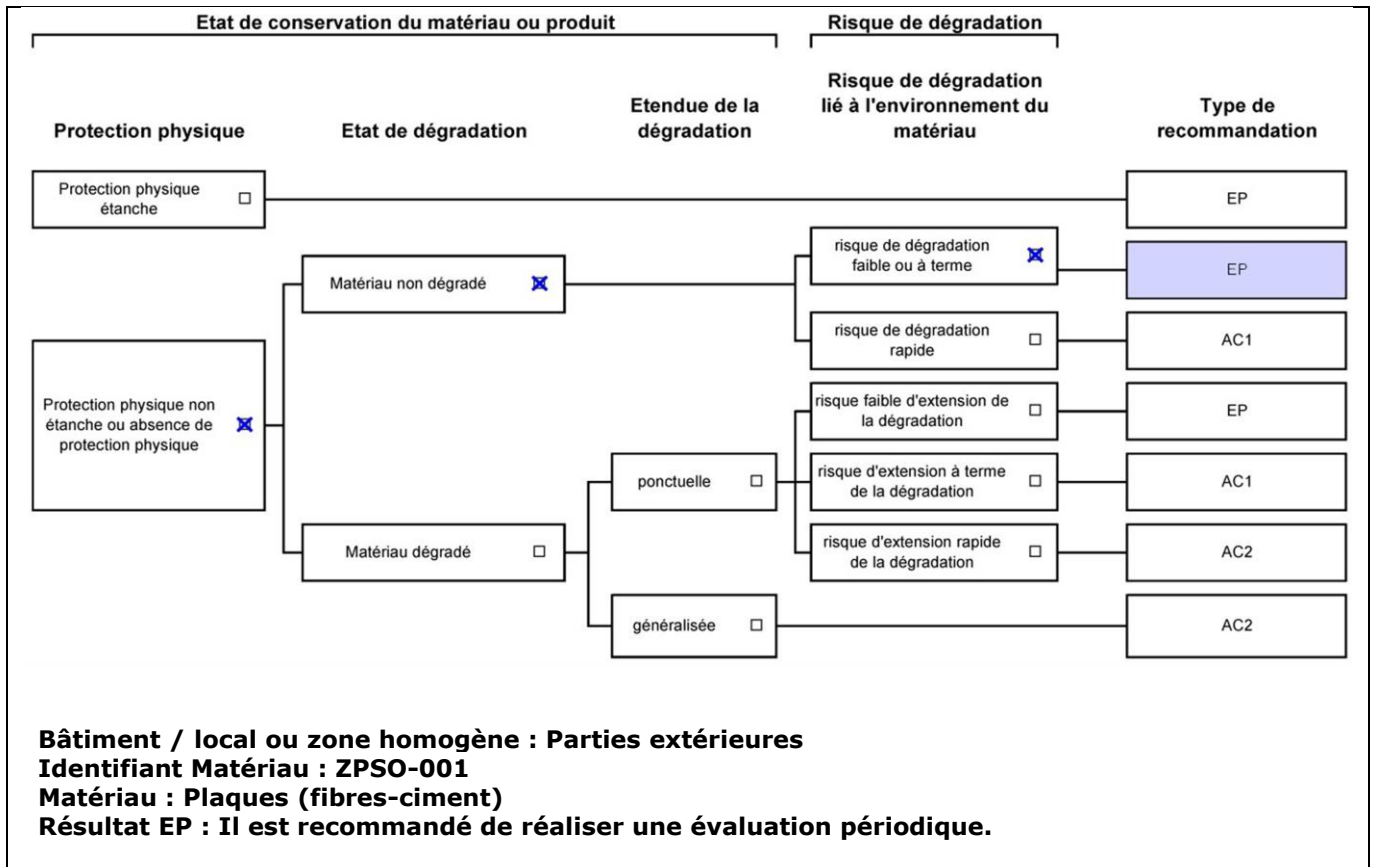 Etat de conservation du matériau ou produit
Risque de dégradation
Protection physique
Etat de dégradation
Etendue de la
dégradation
Risque de dégradation
lié à l'environnement du
matériau
Type de
recommandation
Protection physique
étanche
EP
risque de dégradation
faible ou à terme
EP
Matériau non dégradé
risque de dégradation
rapide
AC1
Protection physique non
étanche ou absence de
protection physique
risque faible d'extension de
la dégradation
EP
ponctuelle
risque d'extension à terme
de la dégradation
AC1
Matériau dégradé
risque d'extension rapide
de la dégradation
AC2
généralisée
AC2
Bâtiment / local ou zone homogène : Parties extérieures
Identifiant Matériau : ZPSO-001
Matériau : Plaques (fibres-ciment)
Résultat EP : Il est recommandé de réaliser une évaluation périodique.